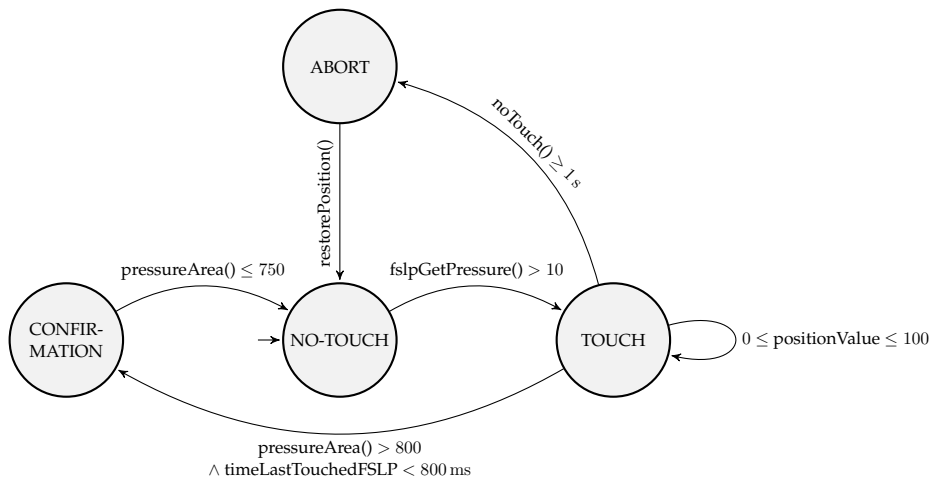 ABORT
noTouch() ≥ 1 s
restorePosition()
pressureArea() ≤ 750
fslpGetPressure() > 10
CONFIR-
MATION
NO-TOUCH
TOUCH
0 ≤ positionValue ≤ 100
pressureArea() > 800
∧ timeLastTouchedFSLP < 800 ms